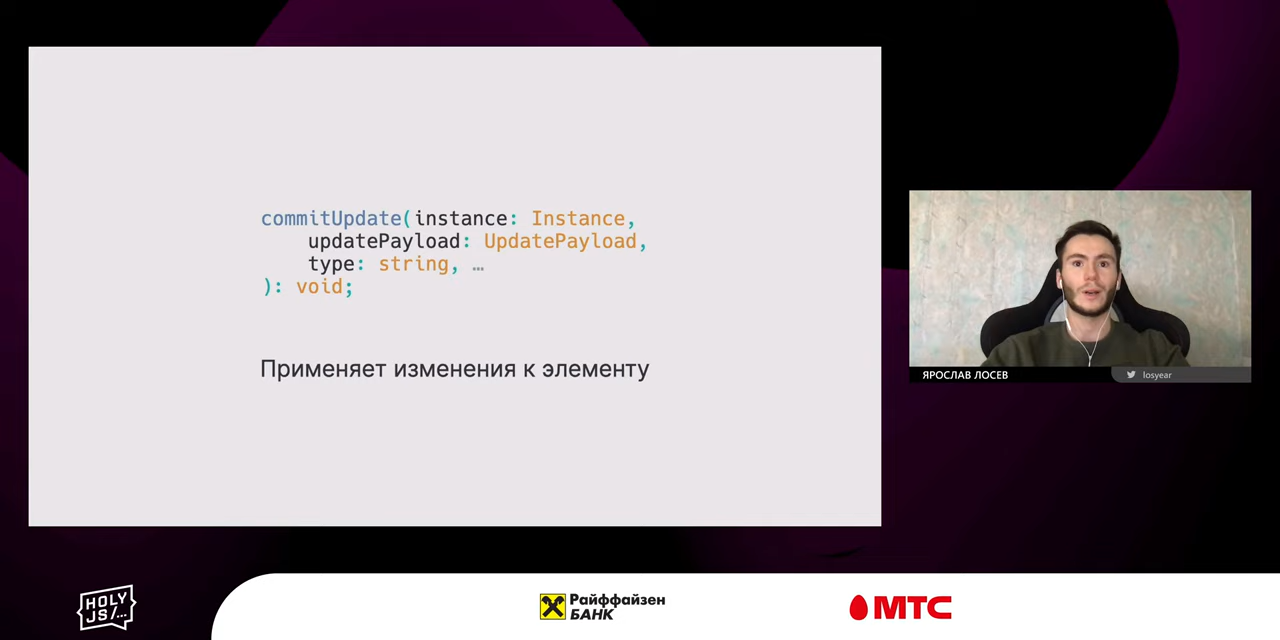 commitUpdate(instance: Instance,
updatePayload: UpdatePayload,
type: string, …
): void;
Применяет изменения к элементу
ЯРОСЛАВ ЛОСЕВ
losyear
HOLY
JS/...
Райффайзен
БАНК
МТС